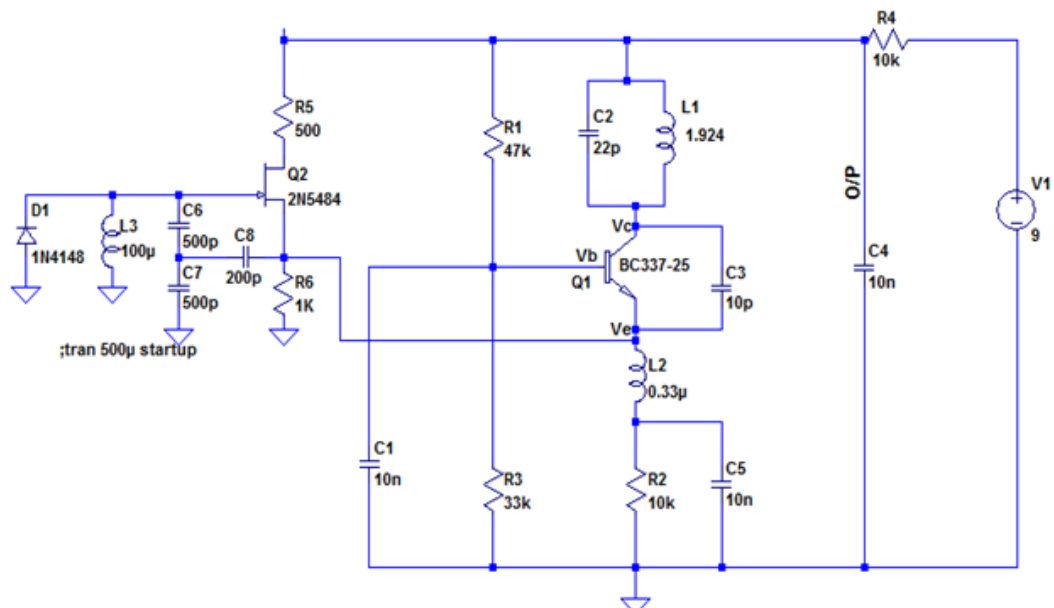 R4
10k
R5
500
C2
22p
L1
1.924
R1
47k
Q2
2N5484
O/P
V1
9
D1
1N4148
L3
100µ
C6
500p
C8
200p
C7
500p
R6
1K
Vc
Vb
Q1
BC337-25
C3
10p
C4
10n
Ve
;tran 500µ startup
L2
0.33µ
C1
10n
R3
33k
R2
10k
C5
10n